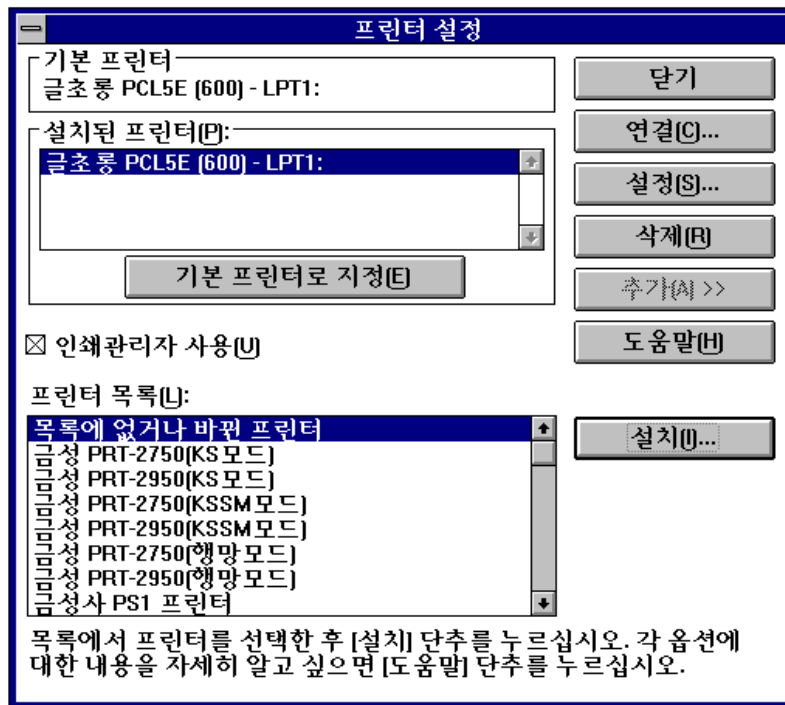 프린터 설정
기본 프린터
글초롱 PCL5E (600) - LPT1:
설치된 프린터(P):
글초롱 PCL5E (600) - LPT1:
기본 프린터로 지정(E)
닫기
연결(C)...
설정(S)...
삭제(R)
추가(A) >>
도움말(H)
인쇄관리자 사용(U)
프린터 목록(L):
목록에 없거나 바뀐 프린터
금성 PRT-2750(KS모드)
금성 PRT-2950(KS모드)
금성 PRT-2750(KSSM모드)
금성 PRT-2950(KSSM모드)
금성 PRT-2750(행망모드)
금성 PRT-2950(행망모드)
금성사 PS1 프린터
설치(I)...
목록에서 프린터를 선택한 후 [설치] 단추를 누르십시오. 각 옵션에
대한 내용을 자세히 알고 싶으면 [도움말] 단추를 누르십시오.